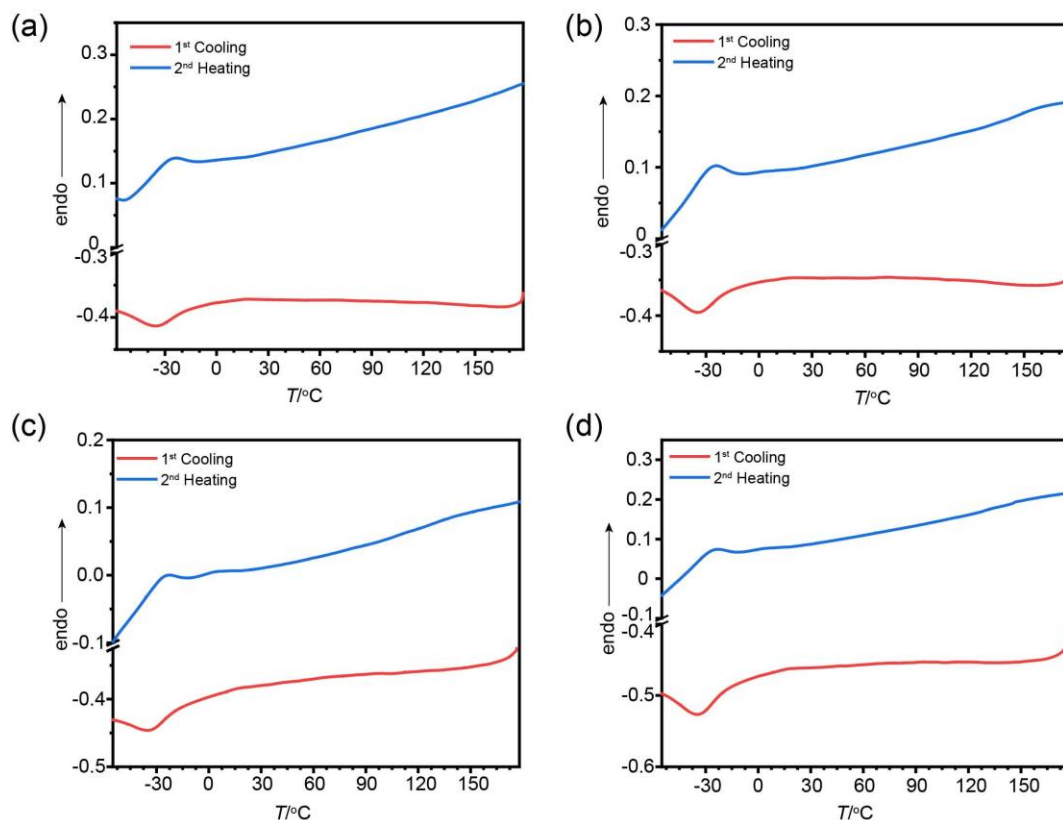 (a)
1st Cooling
2nd Heating
0.3
0.2
0.1
0
-0.3
-0.4
endo
-30 0 30 60 90 120 150
T/°C
(b)
1st Cooling
2nd Heating
0.3
0.2
0.1
0
-0.3
-0.4
endo
-30 0 30 60 90 120 150
T/°C
(c)
1st Cooling
2nd Heating
0.2
0.1
0.0
-0.1
-0.4
-0.5
endo
-30 0 30 60 90 120 150
T/°C
(d)
1st Cooling
2nd Heating
0.3
0.2
0.1
0
-0.1
-0.4
-0.5
-0.6
endo
-30 0 30 60 90 120 150
T/°C